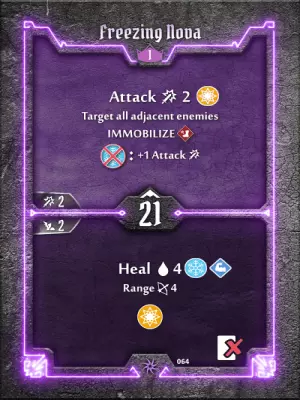 Freezing Nova
1
Attack 2
Target all adjacent enemies
IMMOBILIZE
: +1 Attack
2
21
2
Heal 4
Range 4
064